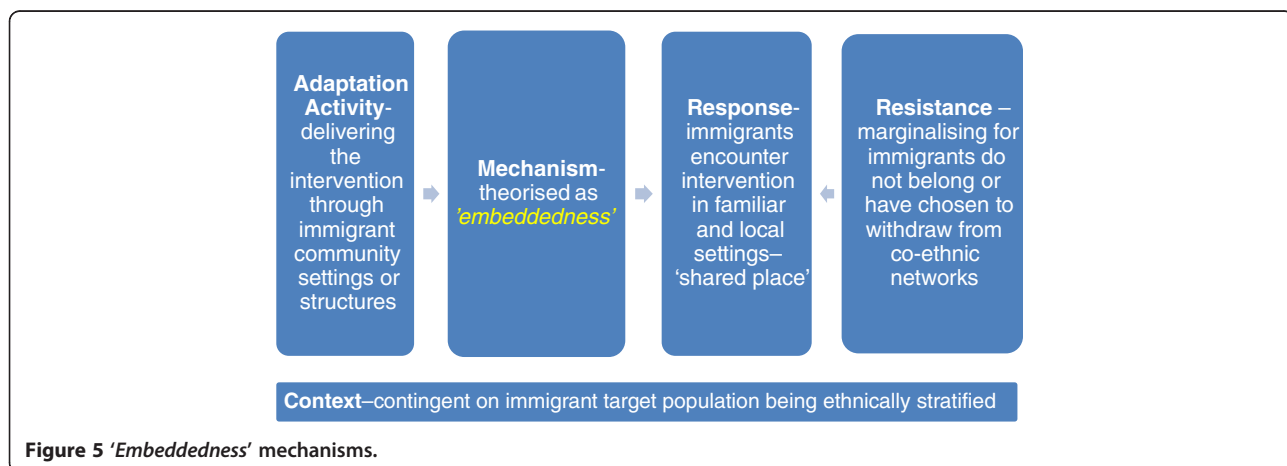 Adaptation
Activity-
delivering
the
intervention
through
immigrant
community
settings or
structures
Mechanism-
theorised as
'embeddedness'
Response-
immigrants
encounter
intervention
in familiar
and local
settings–
'shared place'
Resistance –
marginalising for
immigrants do
not belong or
have chosen to
withdraw from
co-ethnic
networks
Context–contingent on immigrant target population being ethnically stratified
Figure 5 'Embeddedness' mechanisms.